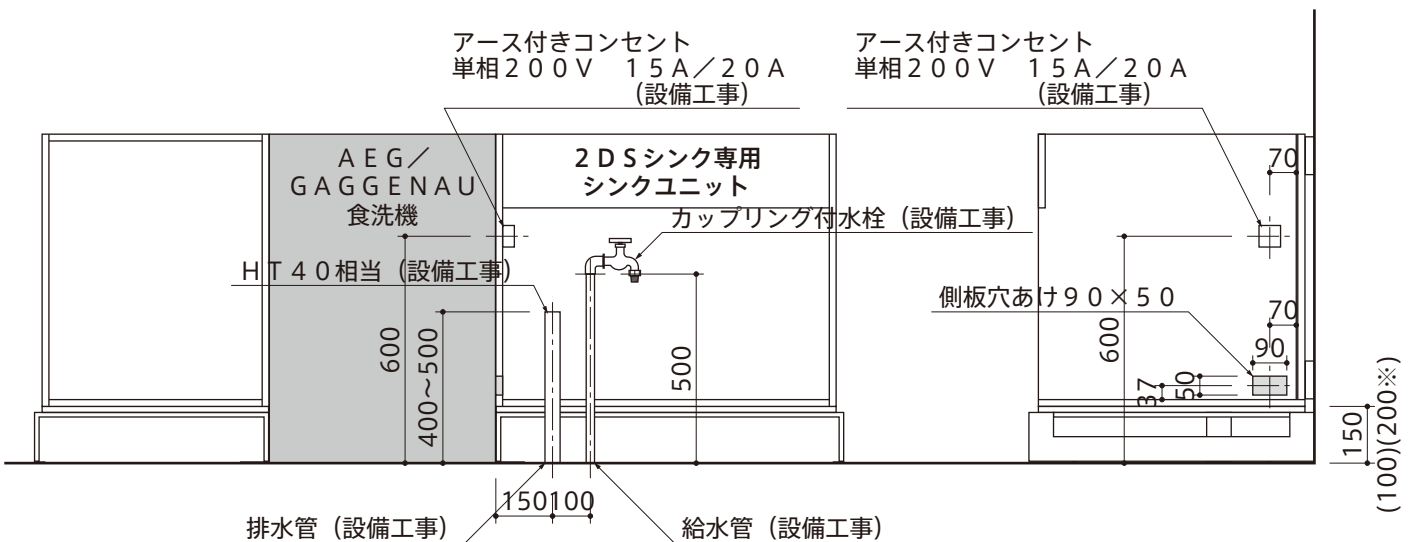 アース付きコンセント
単相２００Ｖ　１５Ａ／２０Ａ
（設備工事）
アース付きコンセント
単相２００Ｖ　１５Ａ／２０Ａ
（設備工事）
ＡＥＧ／
ＧＡＧＧＥＮＡＵ
食洗機
２ＤＳシンク専用
シンクユニット
カップリング付水栓（設備工事）
ＨＴ４０相当（設備工事）
側板穴あけ９０×５０
600
400~500
500
600
70
70
90
50
37
150
(100)(200※)
150
100
排水管（設備工事）
給水管（設備工事）